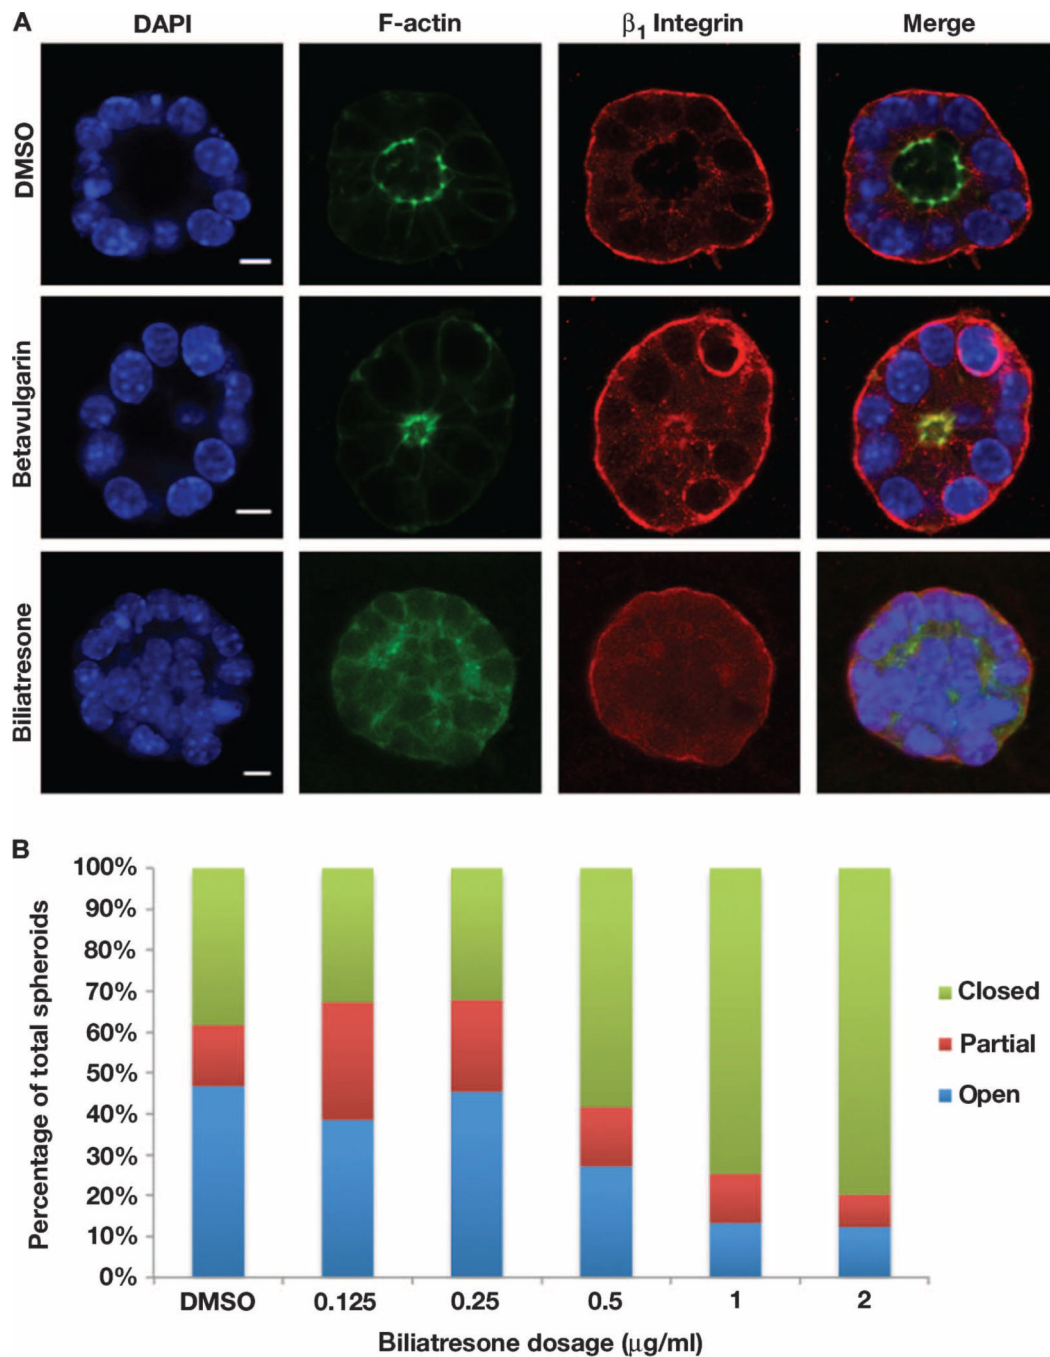 A
DAPI
F-actin
β1 Integrin
Merge
DMSO
Betavulgarin
Biliatresone
B
100%
90%
80%
70%
60%
50%
40%
30%
20%
10%
0%
Percentage of total spheroids
Closed
Partial
Open
DMSO 0.125 0.25 0.5 1 2
Biliatresone dosage (μg/ml)